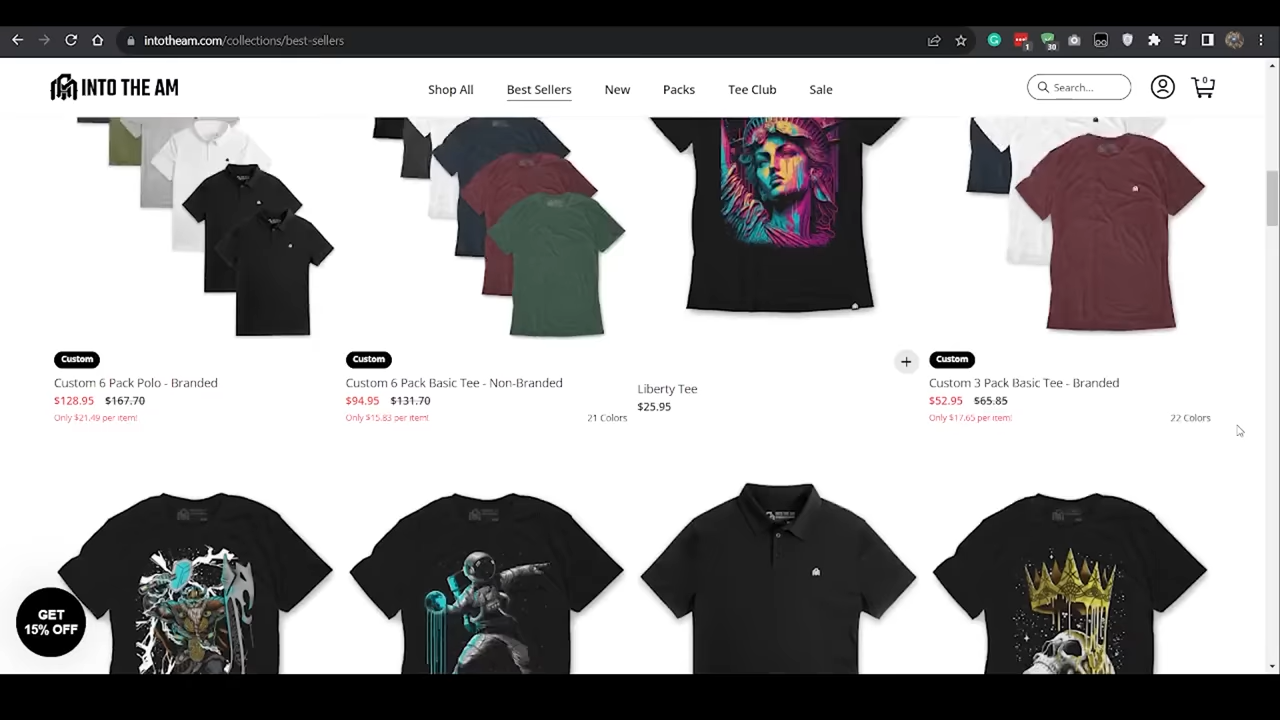 intotheam.com/collections/best-sellers
1
30
INTO THE AM
Shop All
Best Sellers
New
Packs
Tee Club
Sale
Search...
0
Custom
Custom 6 Pack Polo - Branded
$128.95 $167.70
Only $21.49 per item!
Custom
Custom 6 Pack Basic Tee - Non-Branded
$94.95 $131.70
Only $15.83 per item!
21 Colors
Liberty Tee
$25.95
Custom
Custom 3 Pack Basic Tee - Branded
$52.95 $65.85
Only $17.65 per item!
22 Colors
GET
15% OFF